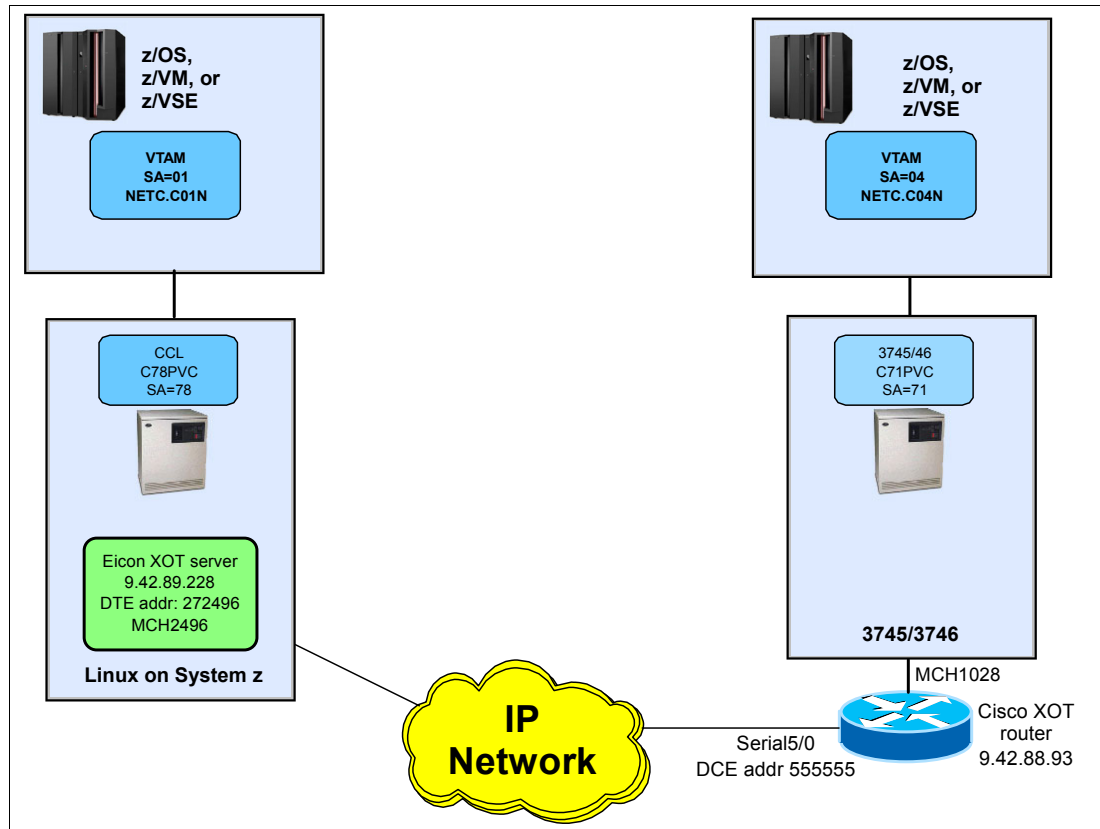 z/OS,
z/VM, or
z/VSE
VTAM
SA=01
NETC.C01N
z/OS,
z/VM, or
z/VSE
VTAM
SA=04
NETC.C04N
CCL
C78PVC
SA=78
Eicon XOT server
9.42.89.228
DTE addr: 272496
MCH2496
Linux on System z
3745/46
C71PVC
SA=71
3745/3746
MCH1028
IP
Network
Serial5/0
DCE addr 555555
Cisco XOT
router
9.42.88.93